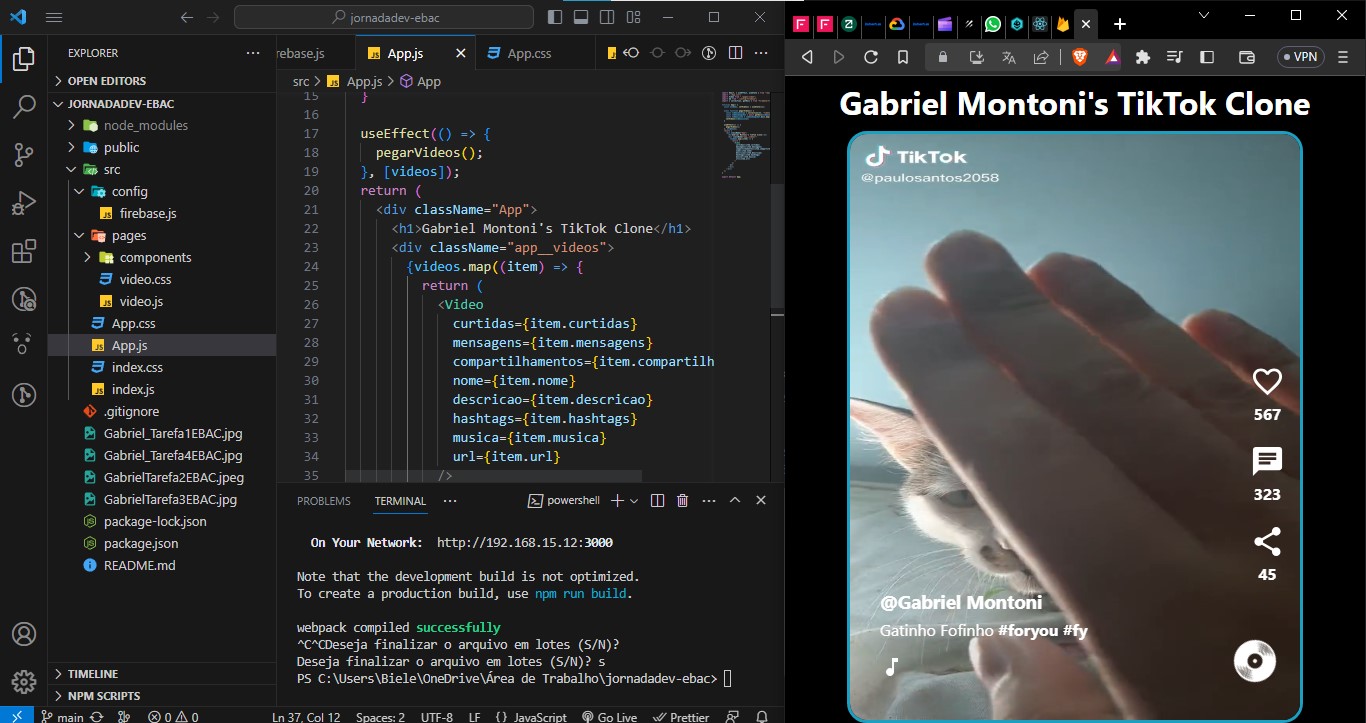 jornadadev-ebac
EXPLORER
OPEN EDITORS
JORNADADEV-EBAC
node_modules
public
src
config
firebase.js
pages
components
video.css
video.js
App.css
App.js
index.css
index.js
.gitignore
Gabriel_Tarefa1EBAC.jpg
Gabriel_Tarefa4EBAC.jpg
GabrielTarefa2EBAC.jpeg
GabrielTarefa3EBAC.jpg
package-lock.json
package.json
README.md
TIMELINE
NPM SCRIPTS
rebase.js
App.js
App.css
src > App.js > App
15 }
16
17 useEffect(() => {
18 pegarVideos();
19 }, [videos]);
20 return (
21 <div className="App">
22 <h1>Gabriel Montoni's TikTok Clone</h1>
23 <div className="app__videos">
24 {videos.map((item) => {
25 return (
26 <Video
27 curtidas={item.curtidas}
28 mensagens={item.mensagens}
29 compartilhamentos={item.compartilh
30 nome={item.nome}
31 descricao={item.descricao}
32 hashtags={item.hashtags}
33 musica={item.musica}
34 url={item.url}
35 />
PROBLEMS
TERMINAL
powershell
On Your Network: http://192.168.15.12:3000
Note that the development build is not optimized.
To create a production build, use npm run build.
webpack compiled successfully
^C^CDeseja finalizar o arquivo em lotes (S/N)?
Deseja finalizar o arquivo em lotes (S/N)? s
PS C:\Users\Biele\OneDrive\Área de Trabalho\jornadadev-ebac>
main 0 0 Ln 37, Col 12 Spaces: 2 UTF-8 LF {} JavaScript Go Live Prettier
VPN
Gabriel Montoni's TikTok Clone
TikTok
@paulosantos2058
567
323
45
@Gabriel Montoni
Gatinho Fofinho #foryou #fy